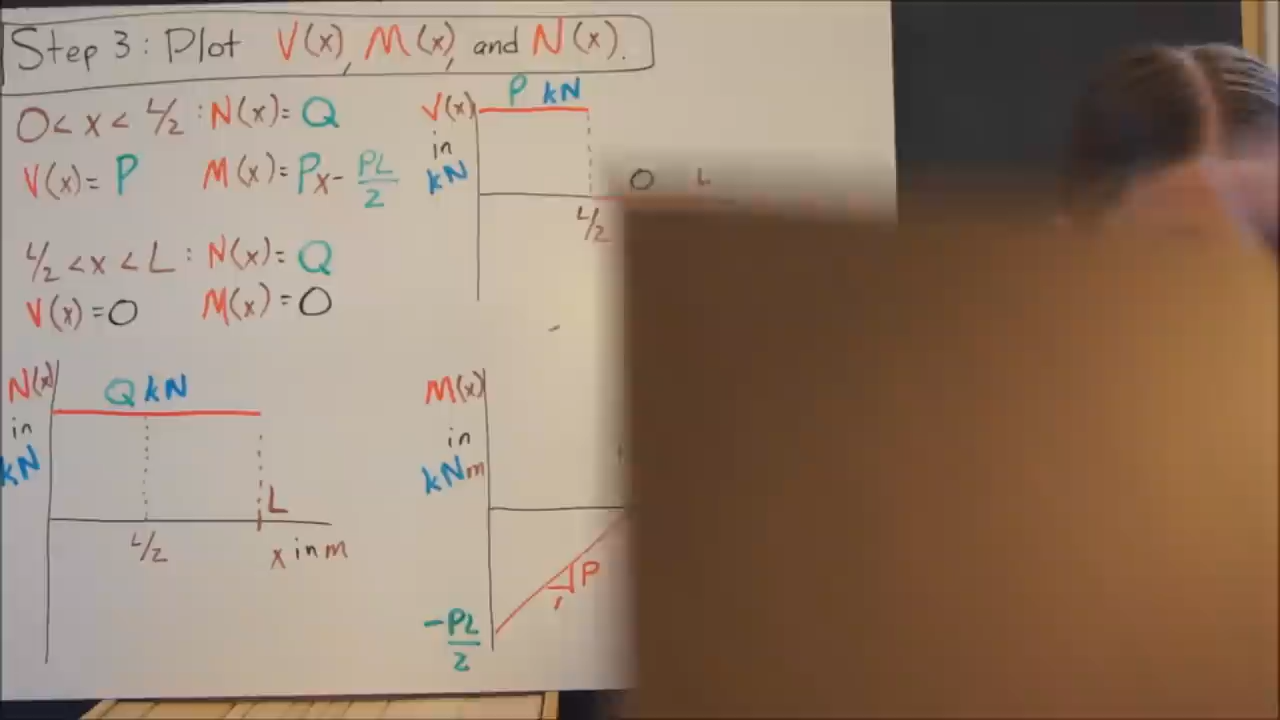 Step 3: Plot V(x), M(x), and N(x).
0 < x < L/2 : N(x) = Q
V(x) = P M(x) = Px - PL/2
L/2 < x < L : N(x) = Q
V(x) = 0 M(x) = 0
V(x)
in
kN
P kN
0 L
L/2
N(x)
in
kN
Q kN
L
L/2
x in m
M(x)
in
kNm
P
1
-PL/2